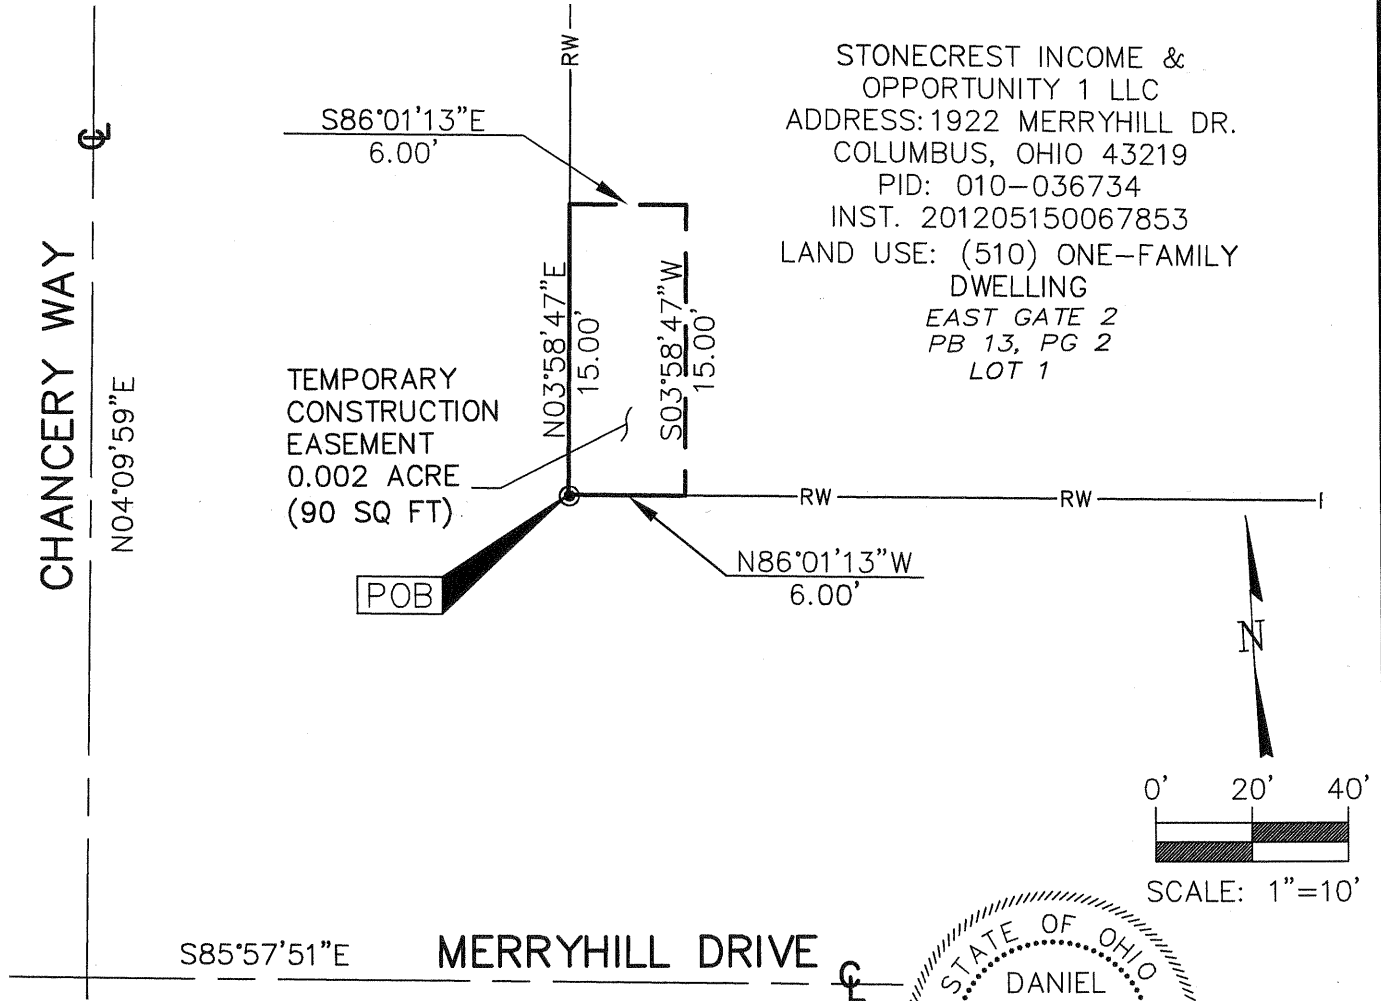 RW
STONECREST INCOME &
OPPORTUNITY 1 LLC
ADDRESS: 1922 MERRYHILL DR.
COLUMBUS, OHIO 43219
PID: 010-036734
INST. 201205150067853
LAND USE: (510) ONE-FAMILY
DWELLING
EAST GATE 2
PB 13, PG 2
LOT 1
S86°01'13"E
6.00'
CL
CHANCERY WAY
N04°09'59"E
N03°58'47"E
15.00'
S03°58'47"W
15.00'
TEMPORARY
CONSTRUCTION
EASEMENT
0.002 ACRE
(90 SQ FT)
RW
RW
POB
N86°01'13"W
6.00'
N
0' 20' 40'
SCALE: 1"=10'
S85°57'51"E
MERRYHILL DRIVE
CL
STATE OF OHIO
DANIEL